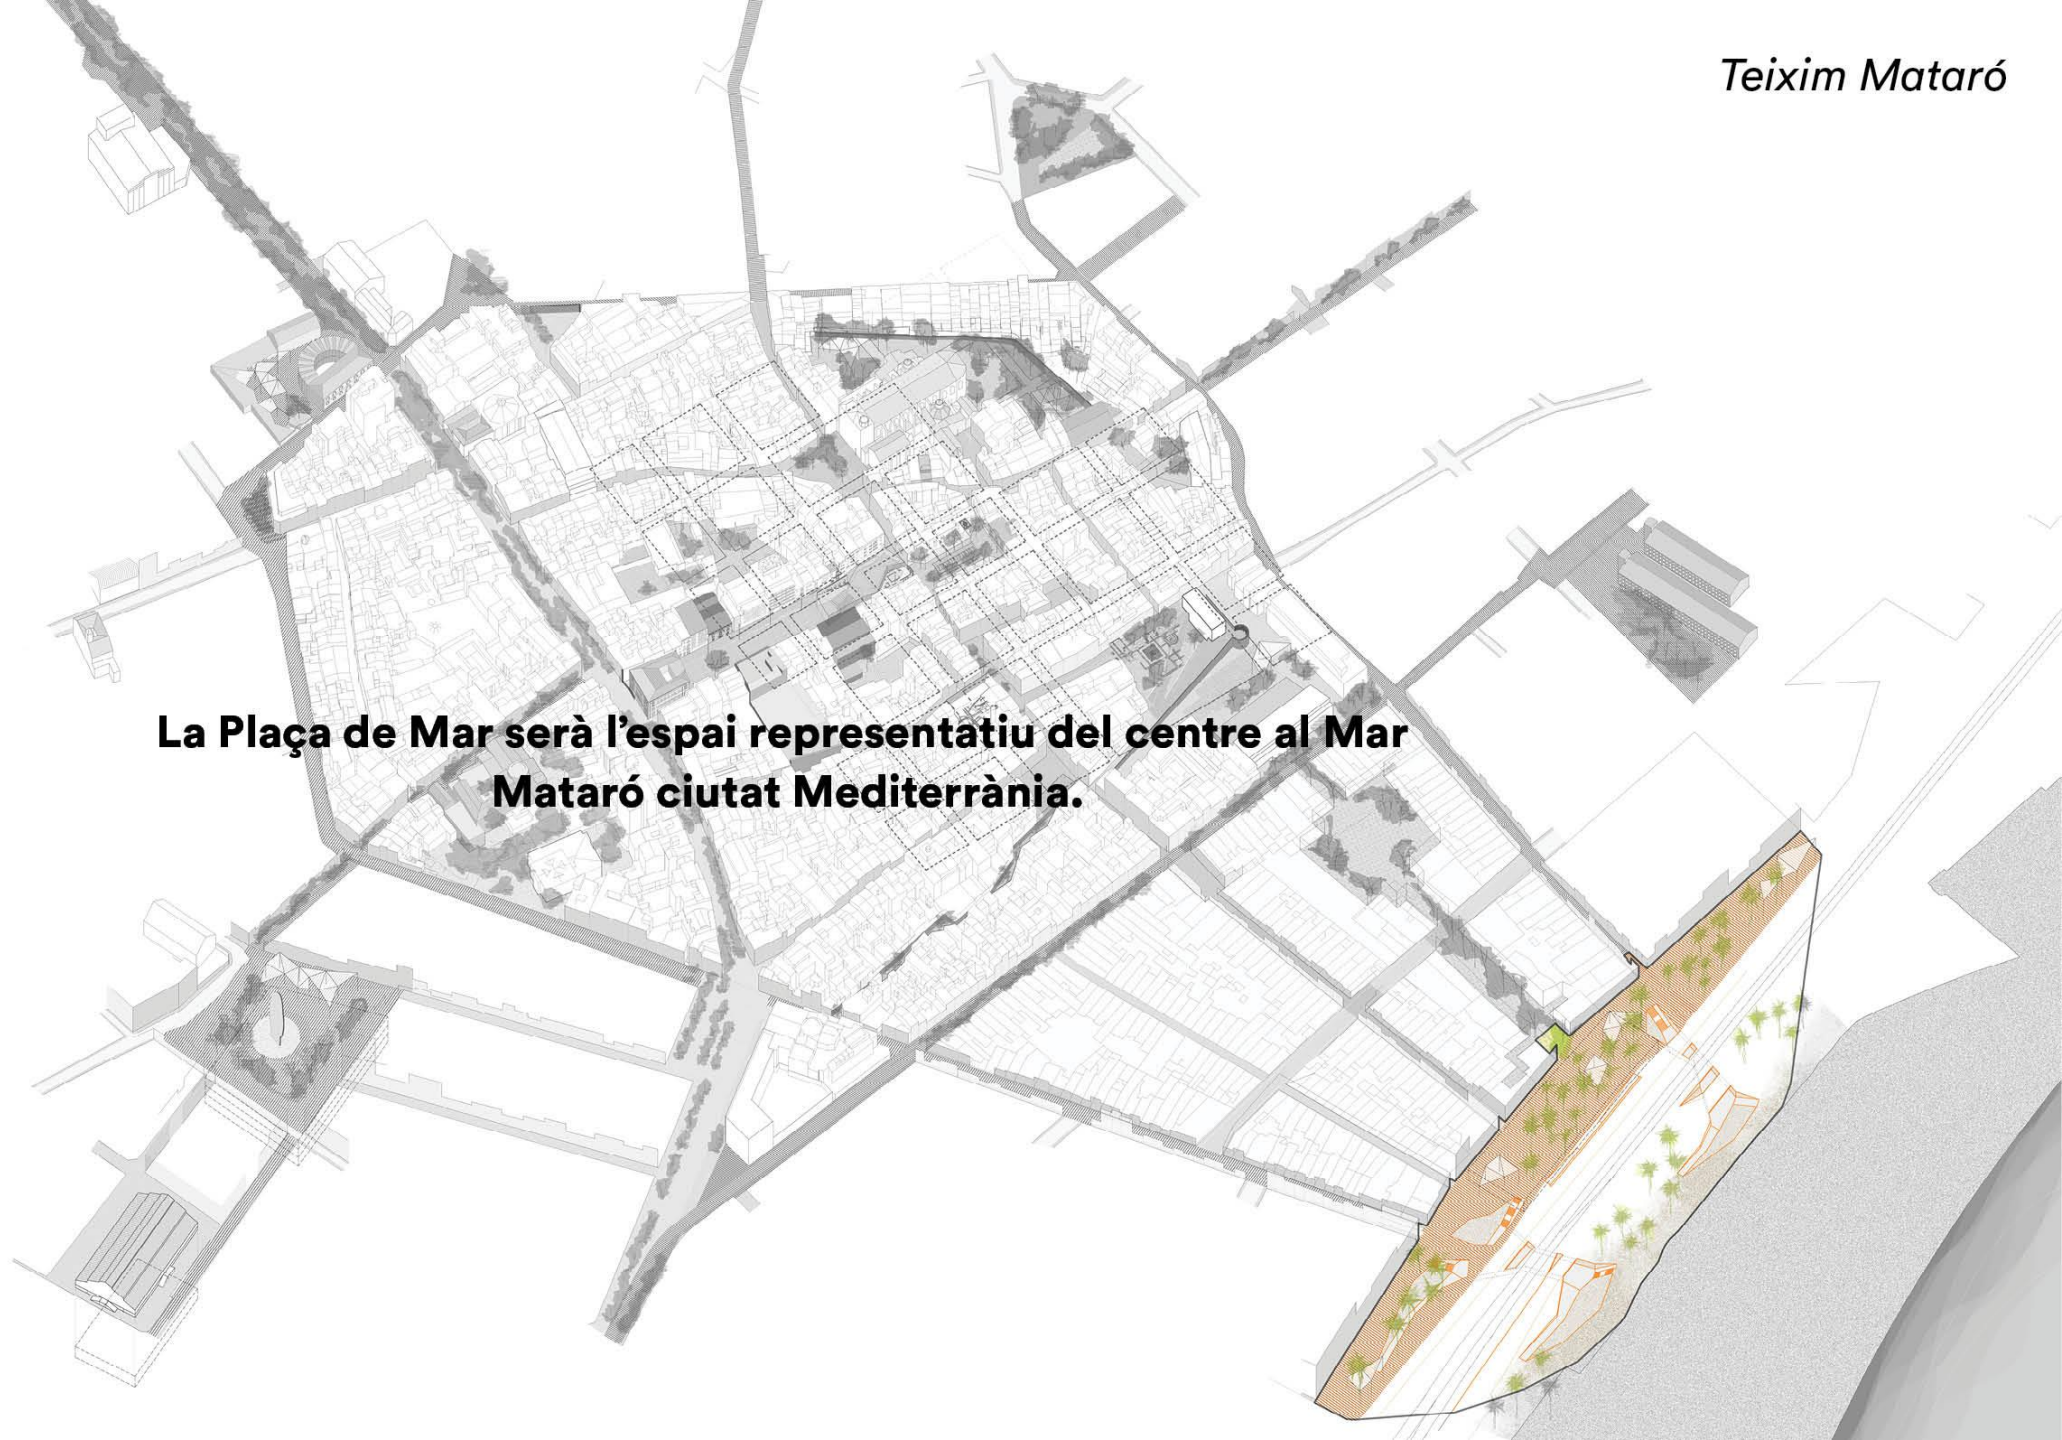 Teixim Mataró
La Plaça de Mar serà l’espai representatiu del centre al Mar
Mataró ciutat Mediterrània.